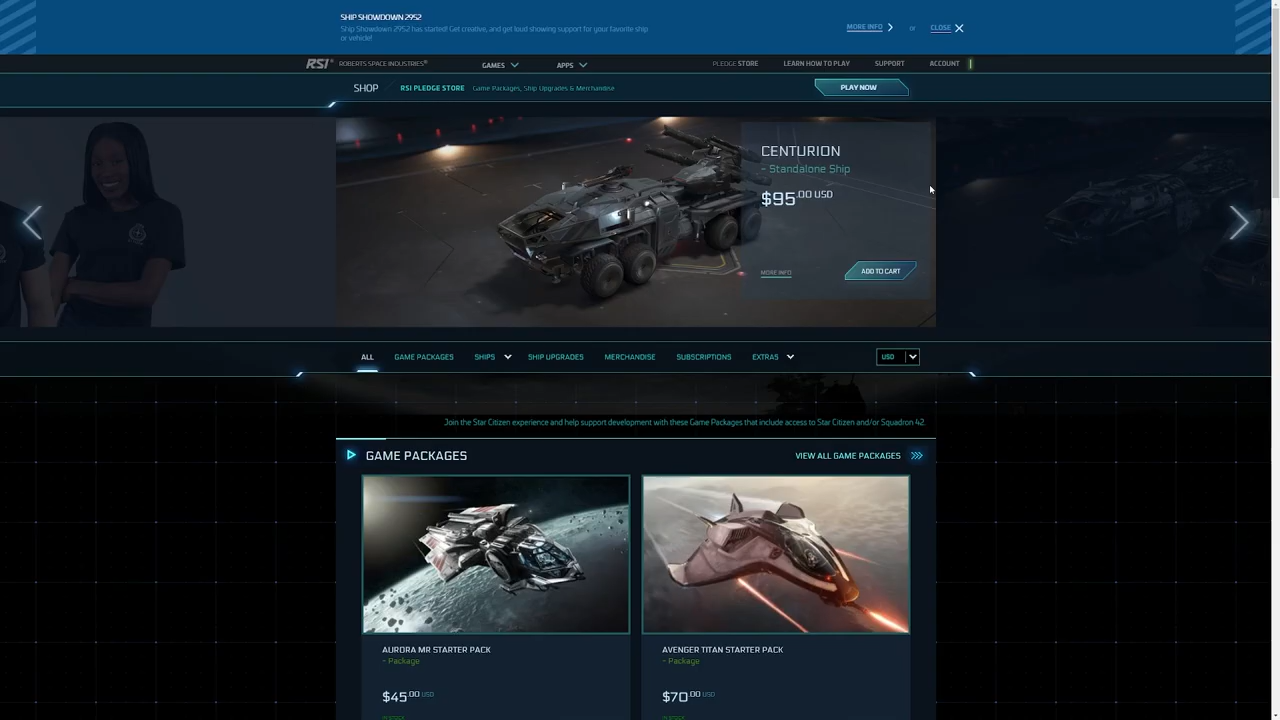 SHIP SHOWDOWN 2952
Ship Showdown 2952 has started! Get creative, and get loud showing support for your favorite ship
or vehicle!
MORE INFO or CLOSE
RSI ROBERTS SPACE INDUSTRIES® GAMES APPS PLEDGE STORE LEARN HOW TO PLAY SUPPORT ACCOUNT
SHOP RSI PLEDGE STORE Game Packages, Ship Upgrades & Merchandise PLAY NOW
CENTURION
- Standalone Ship
$95.00 USD
MORE INFO ADD TO CART
ALL GAME PACKAGES SHIPS SHIP UPGRADES MERCHANDISE SUBSCRIPTIONS EXTRAS USD
Join the Star Citizen experience and help support development with these Game Packages that include access to Star Citizen and/or Squadron 42.
GAME PACKAGES VIEW ALL GAME PACKAGES
AURORA MR STARTER PACK
- Package
$45.00 USD
AVENGER TITAN STARTER PACK
- Package
$70.00 USD